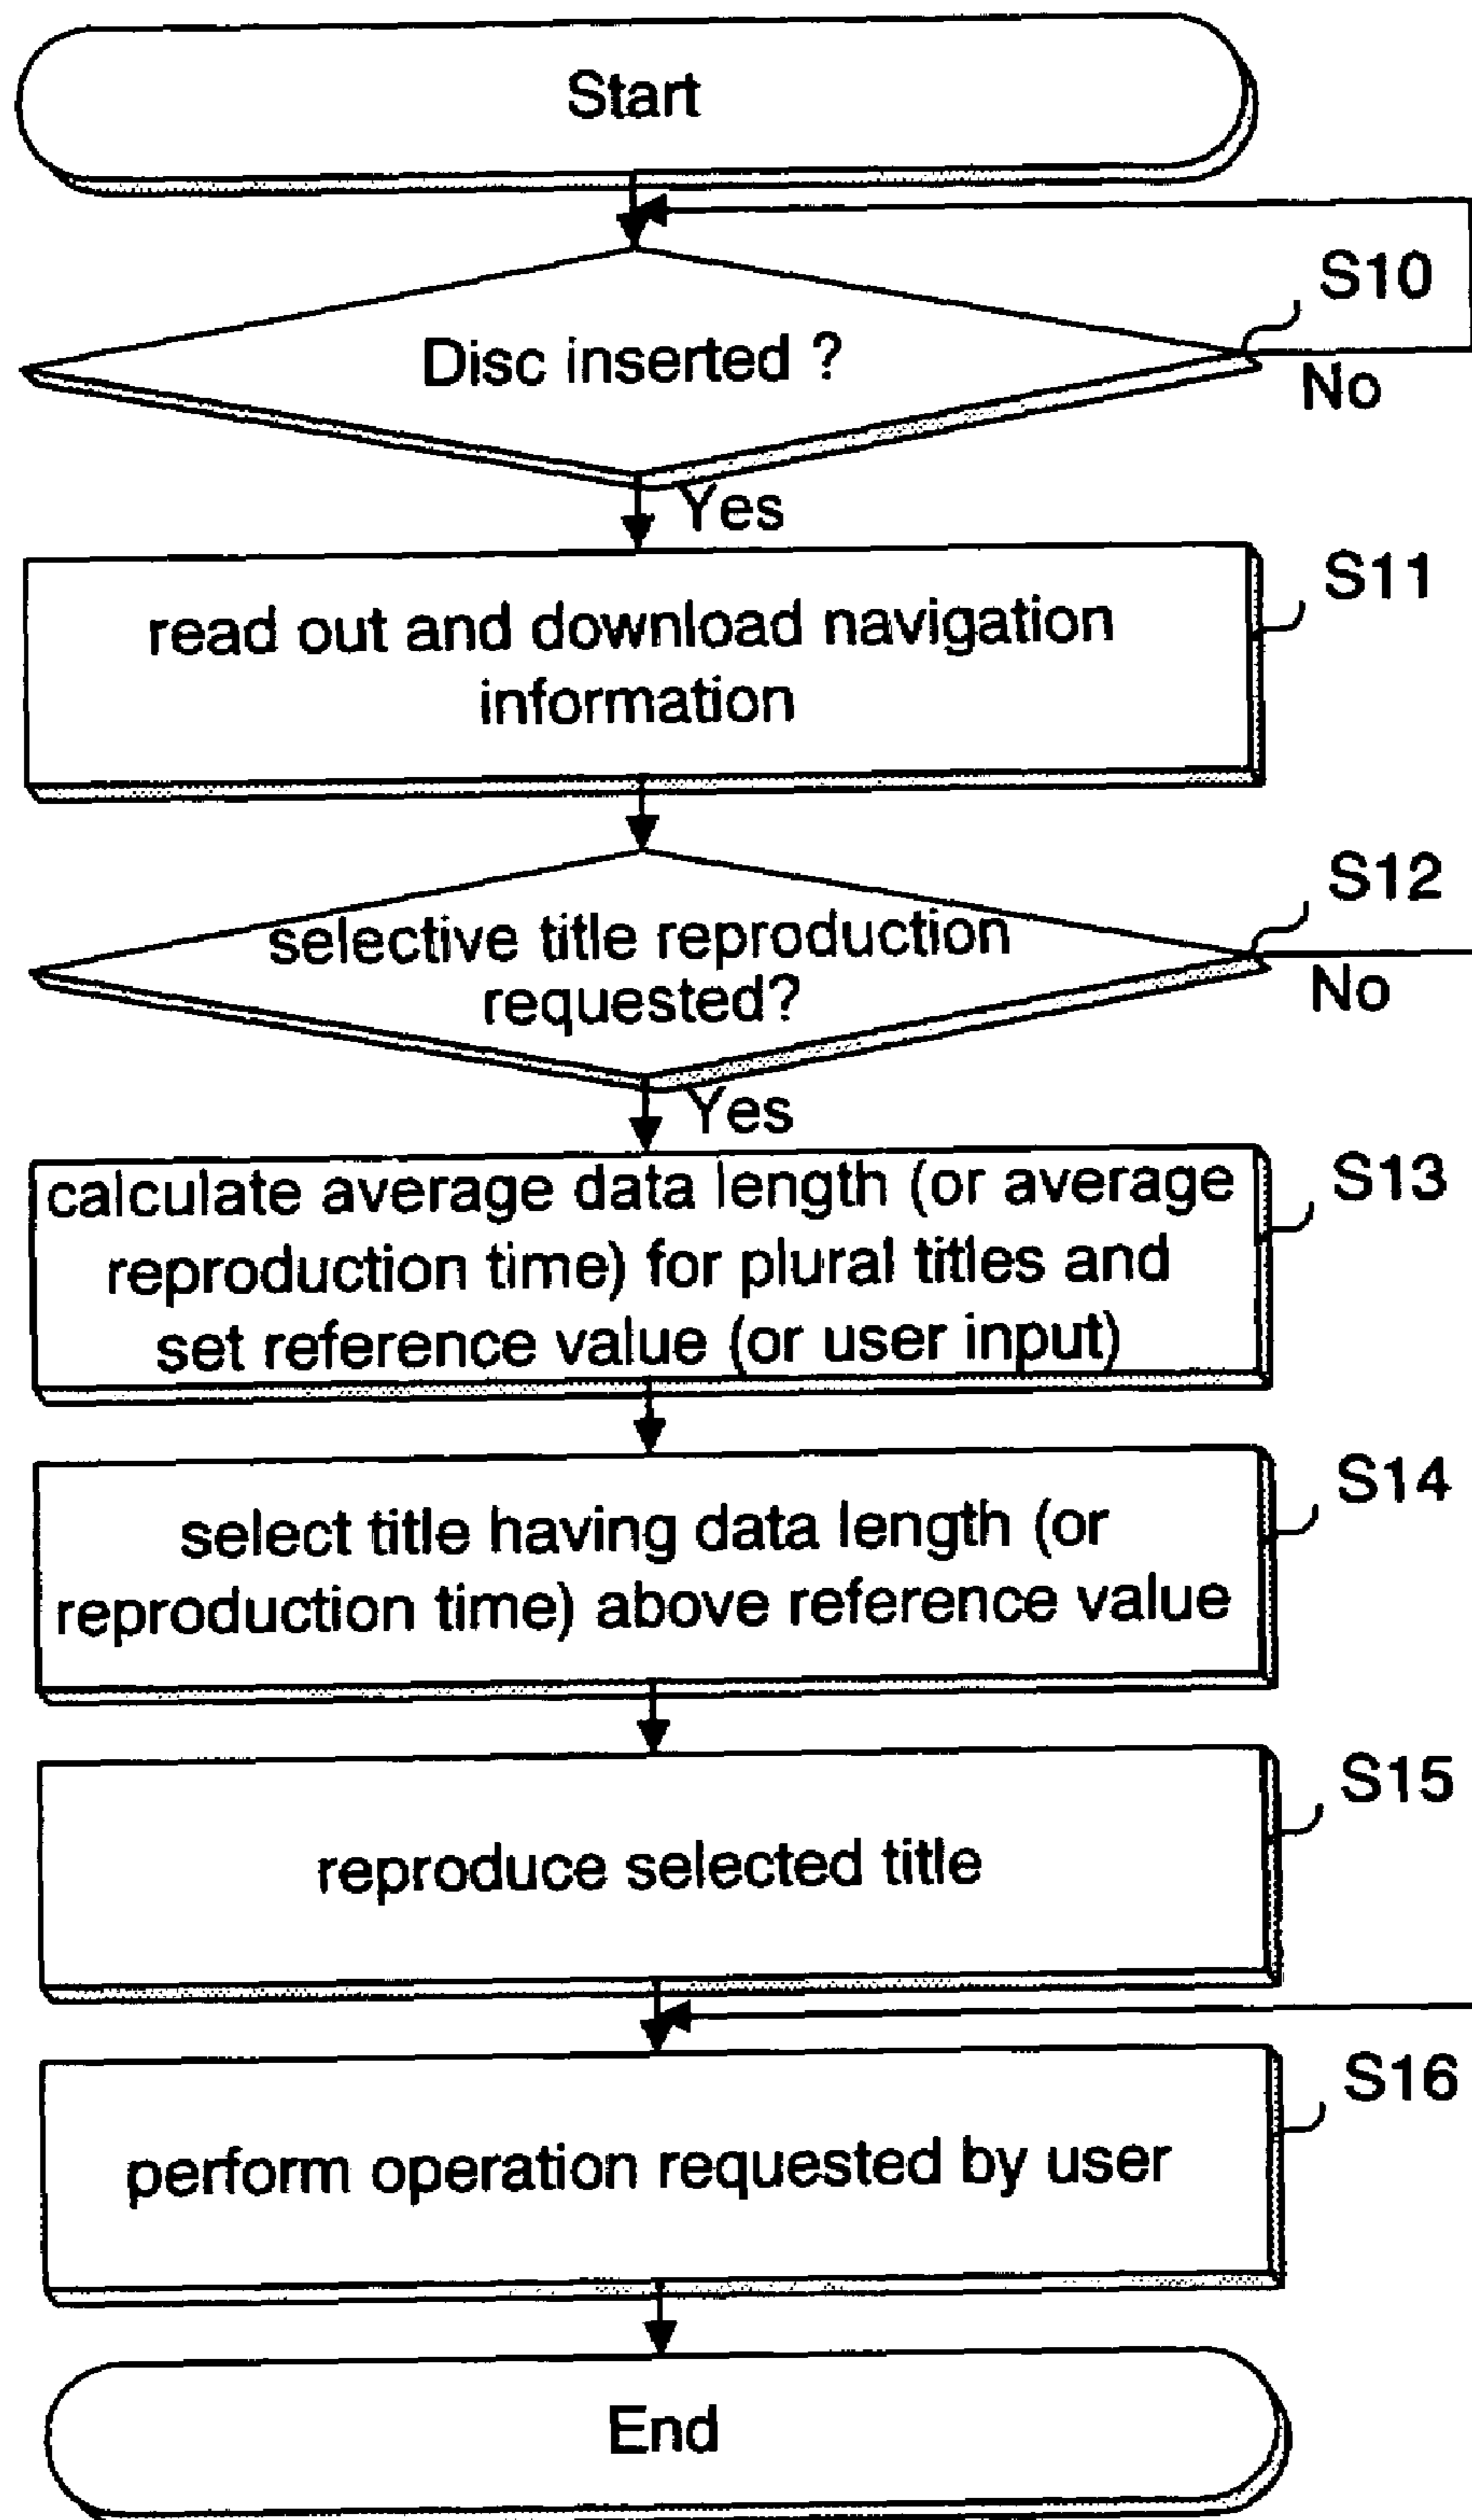 Start
S10
Disc inserted ?
No
Yes
S11
read out and download navigation
information
S12
selective title reproduction
requested?
No
Yes
S13
calculate average data length (or average
reproduction time) for plural titles and
set reference value (or user input)
S14
select title having data length (or
reproduction time) above reference value
S15
reproduce selected title
S16
perform operation requested by user
End